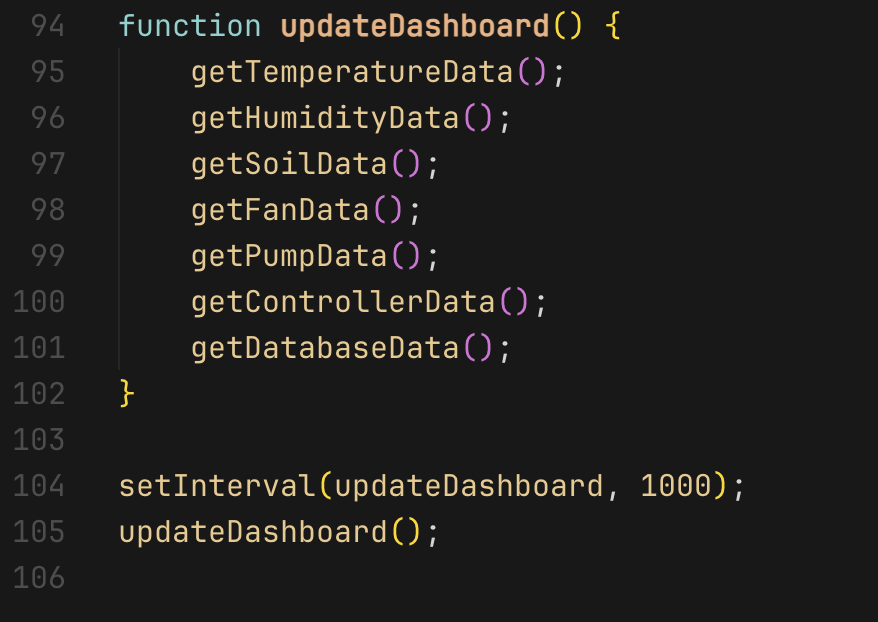 94 function updateDashboard() {
95 getTemperatureData();
96 getHumidityData();
97 getSoilData();
98 getFanData();
99 getPumpData();
100 getControllerData();
101 getDatabaseData();
102 }
103
104 setInterval(updateDashboard, 1000);
105 updateDashboard();
106